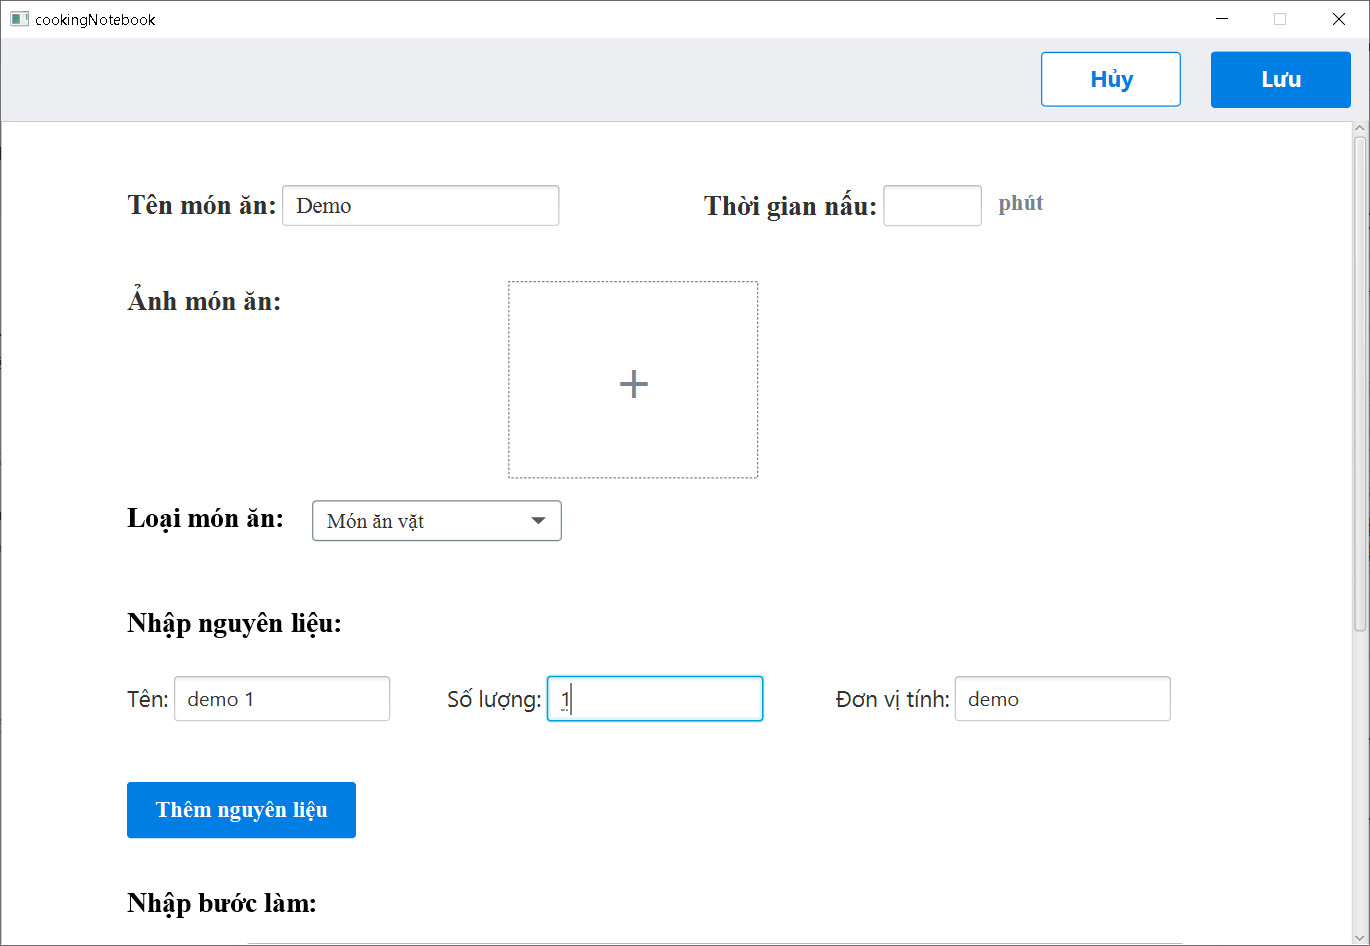 cookingNotebook
Hủy Lưu
Tên món ăn: Demo Thời gian nấu: phút
Ảnh món ăn:
+
Loại món ăn: Món ăn vặt
Nhập nguyên liệu:
Tên: demo 1 Số lượng: 1 Đơn vị tính: demo
Thêm nguyên liệu
Nhập bước làm: